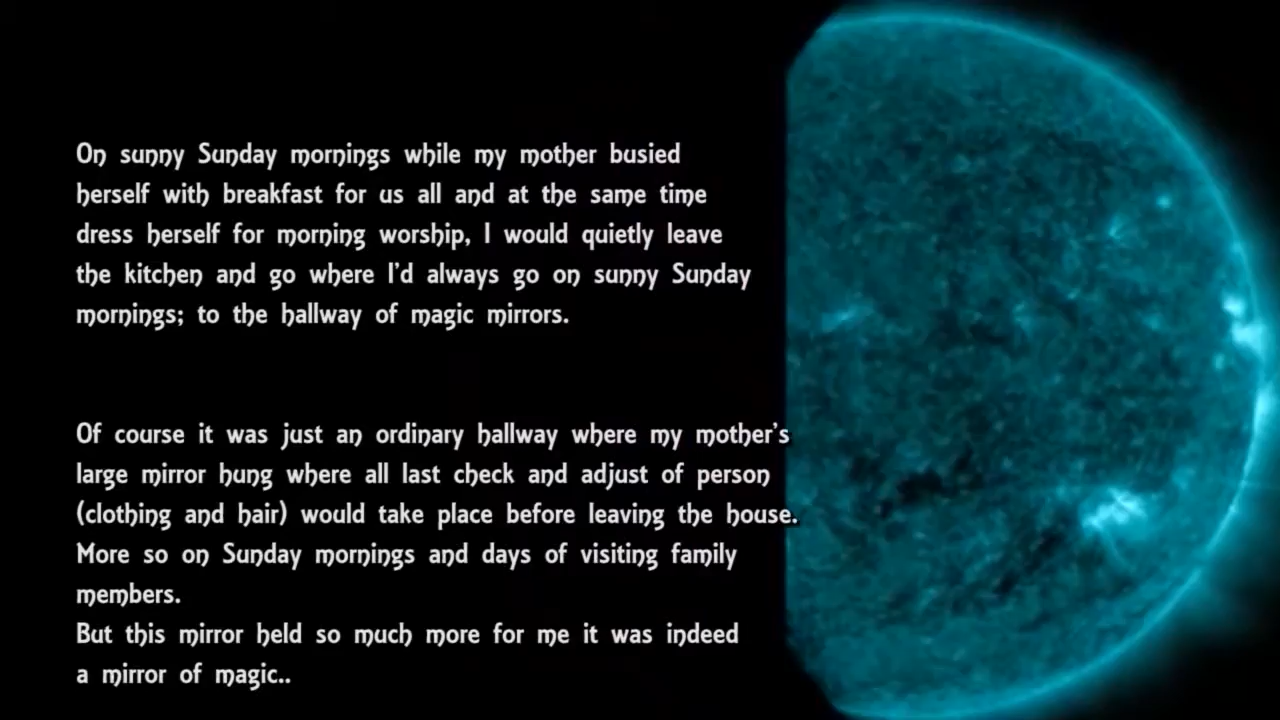 On sunny Sunday mornings while my mother busied
herself with breakfast for us all and at the same time
dress herself for morning worship, I would quietly leave
the kitchen and go where I'd always go on sunny Sunday
mornings; to the hallway of magic mirrors.
Of course it was just an ordinary hallway where my mother's
large mirror hung where all last check and adjust of person
(clothing and hair) would take place before leaving the house.
More so on Sunday mornings and days of visiting family
members.
But this mirror held so much more for me it was indeed
a mirror of magic..